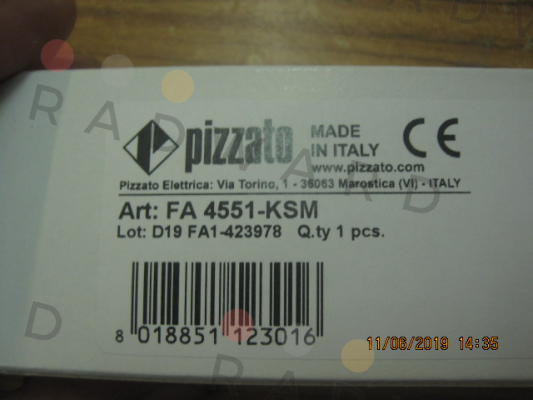 pizzato
MADE
IN ITALY
CE
www.pizzato.com
Pizzato Elettrica: Via Torino, 1 - 36063 Marostica (VI) - ITALY
Art: FA 4551-KSM
Lot: D19 FA1-423978 Q.ty 1 pcs.
8 018851 123016
11/06/2019 14:35